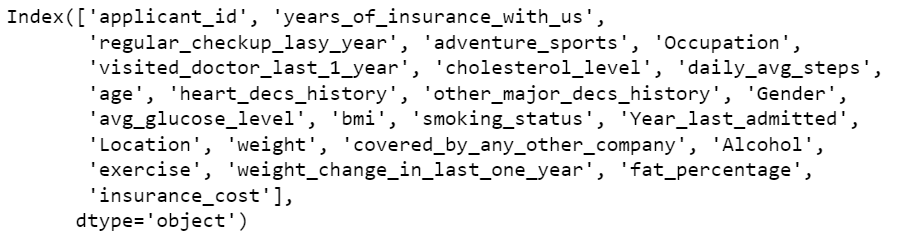 Index(['applicant_id', 'years_of_insurance_with_us',
'regular_checkup_lasy_year', 'adventure_sports', 'Occupation',
'visited_doctor_last_1_year', 'cholesterol_level', 'daily_avg_steps',
'age', 'heart_decs_history', 'other_major_decs_history', 'Gender',
'avg_glucose_level', 'bmi', 'smoking_status', 'Year_last_admitted',
'Location', 'weight', 'covered_by_any_other_company', 'Alcohol',
'exercise', 'weight_change_in_last_one_year', 'fat_percentage',
'insurance_cost'],
dtype='object')